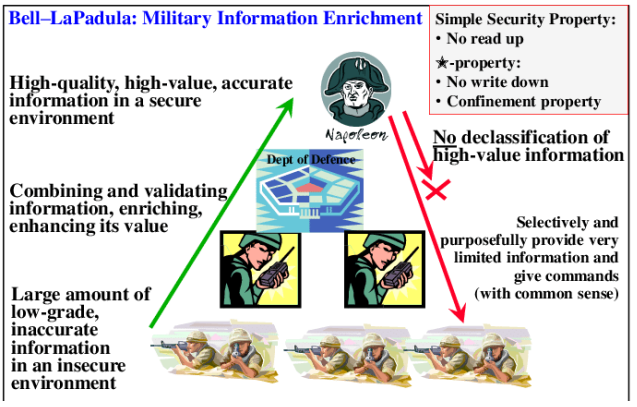 Bell–LaPadula: Military Information Enrichment
Simple Security Property:
• No read up
★-property:
• No write down
• Confinement property
High-quality, high-value, accurate
information in a secure
environment
Napoleon
No declassification of
high-value information
Dept of Defence
Combining and validating
information, enriching,
enhancing its value
Selectively and
purposefully provide very
limited information and
give commands
(with common sense)
Large amount of
low-grade,
inaccurate
information
in an insecure
environment